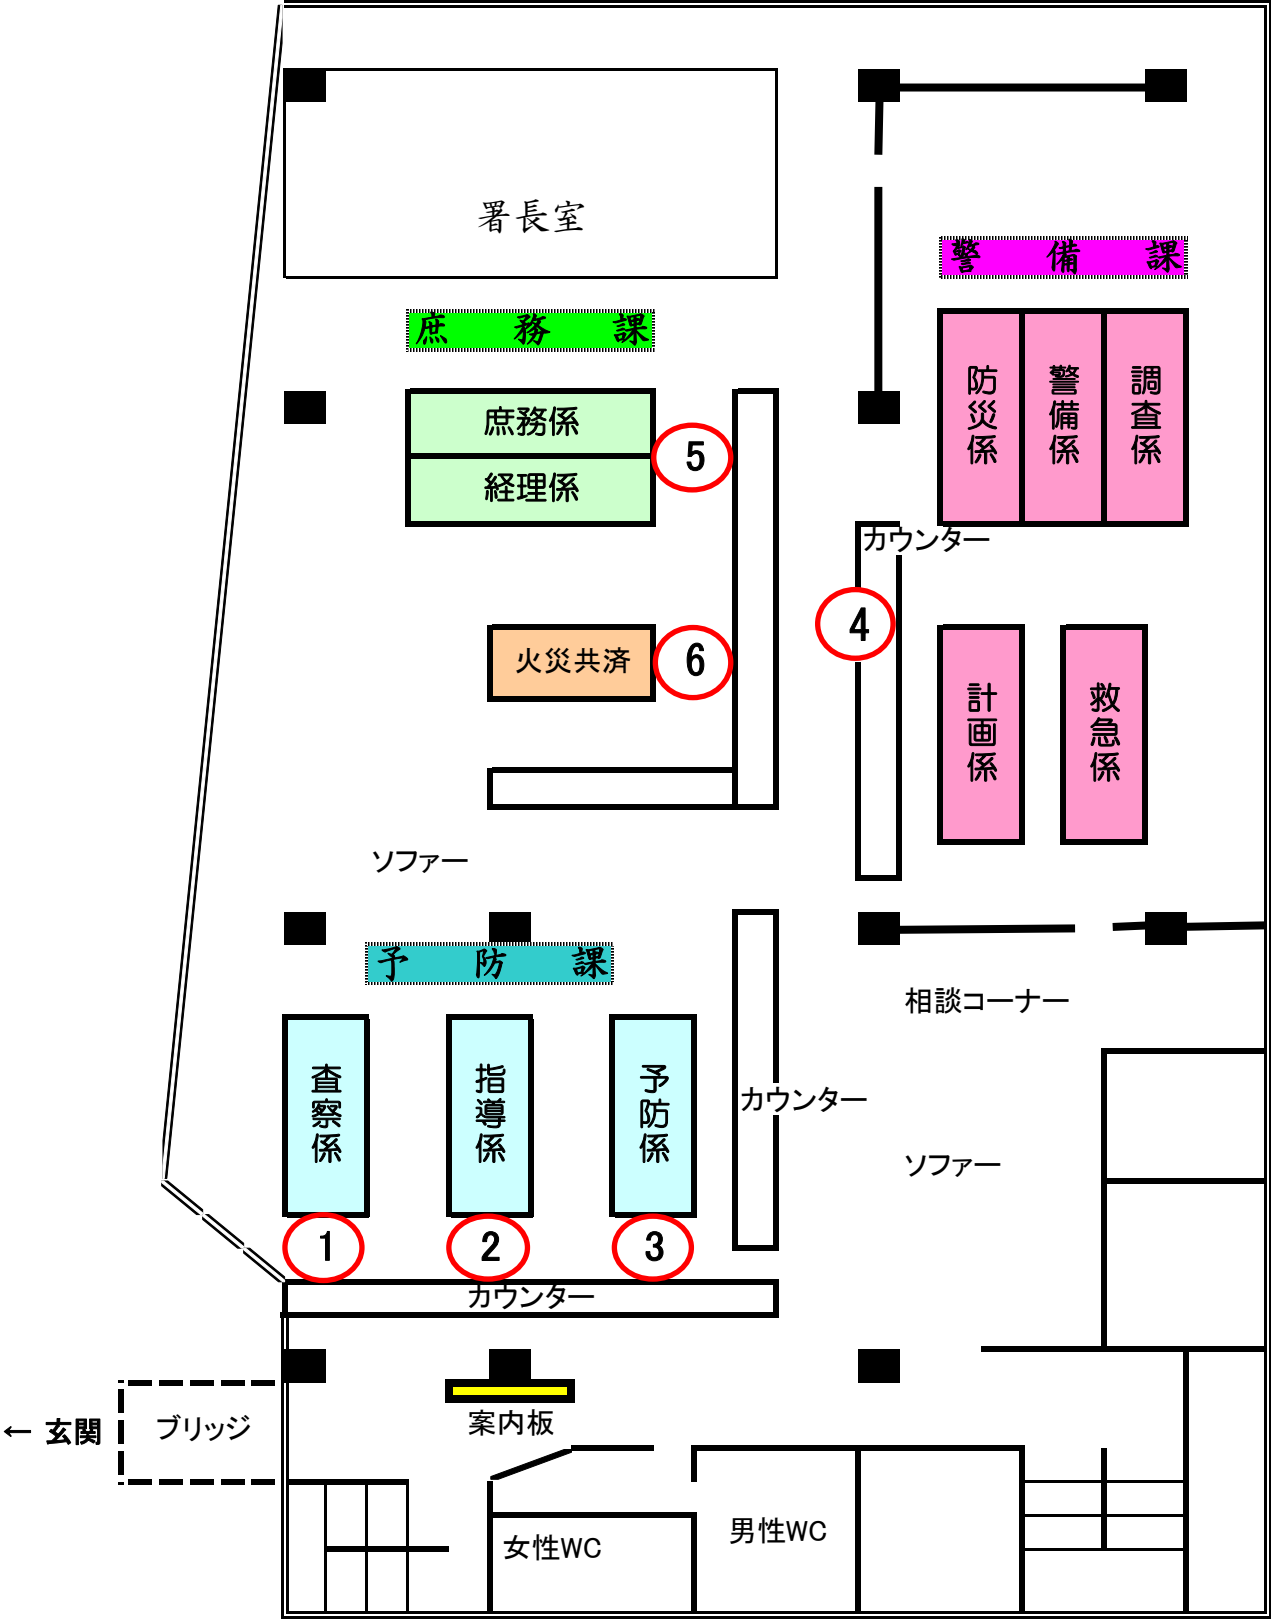 署長室
警備課
庶務課
防災係
警備係
調査係
庶務係
経理係
5
カウンター
4
火災共済
6
計画係
救急係
ソファー
予防課
相談コーナー
査察係
指導係
予防係
カウンター
ソファー
1
2
3
カウンター
← 玄関
ブリッジ
案内板
女性WC
男性WC